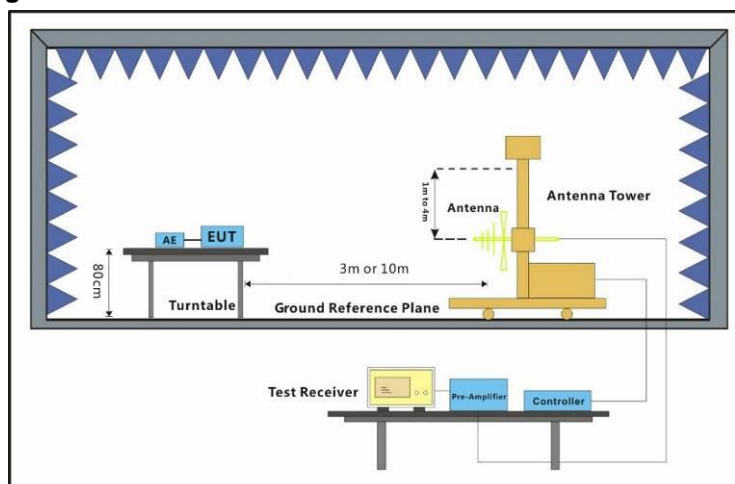 g
1m to 4m
Antenna
Antenna Tower
AE
EUT
80cm
3m or 10m
Turntable
Ground Reference Plane
Test Receiver
Pre-Amplifier
Controller